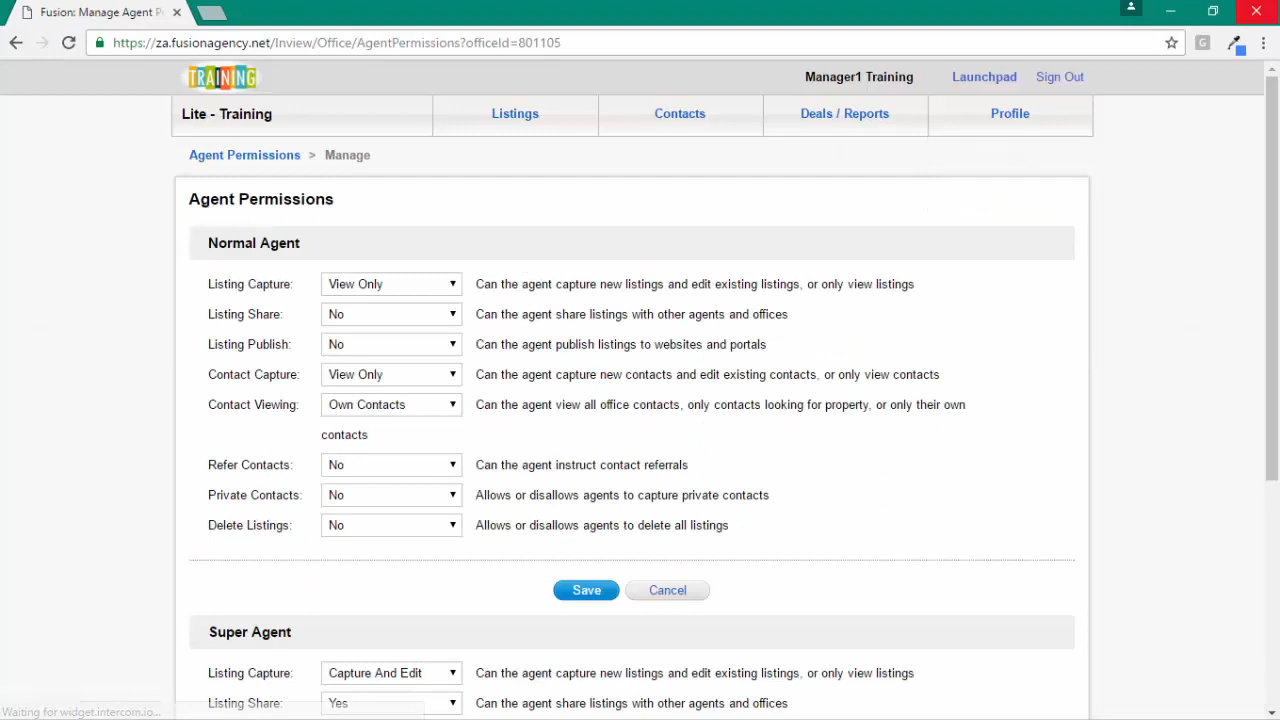 Fusion: Manage Agent P
https://za.fusionagency.net/Inview/Office/AgentPermissions?officeId=801105
TRAINING
Manager1 Training
Launchpad
Sign Out
Lite - Training
Listings
Contacts
Deals / Reports
Profile
Agent Permissions > Manage
Agent Permissions
Normal Agent
Listing Capture: View Only Can the agent capture new listings and edit existing listings, or only view listings
Listing Share: No Can the agent share listings with other agents and offices
Listing Publish: No Can the agent publish listings to websites and portals
Contact Capture: View Only Can the agent capture new contacts and edit existing contacts, or only view contacts
Contact Viewing: Own Contacts Can the agent view all office contacts, only contacts looking for property, or only their own
contacts
Refer Contacts: No Can the agent instruct contact referrals
Private Contacts: No Allows or disallows agents to capture private contacts
Delete Listings: No Allows or disallows agents to delete all listings
Save Cancel
Super Agent
Listing Capture: Capture And Edit Can the agent capture new listings and edit existing listings, or only view listings
Listing Share: Yes Can the agent share listings with other agents and offices
Waiting for widget.intercom.io...